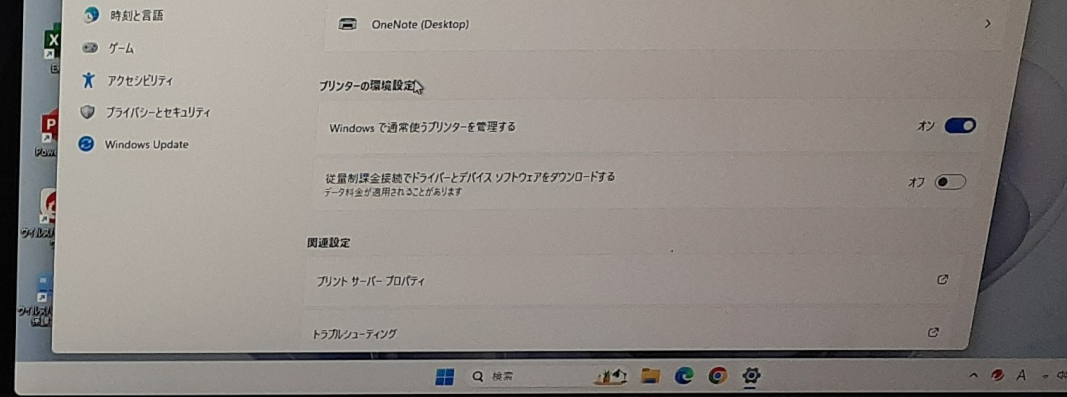 時刻と言語
OneNote (Desktop)
ゲーム
アクセシビリティ
プリンターの環境設定
プライバシーとセキュリティ
Windows で通常使うプリンターを管理する
オン
Windows Update
従量制課金接続でドライバーとデバイス ソフトウェアをダウンロードする
オフ
データ料金が適用されることがあります
関連設定
プリント サーバー プロパティ
トラブルシューティング
検索
A